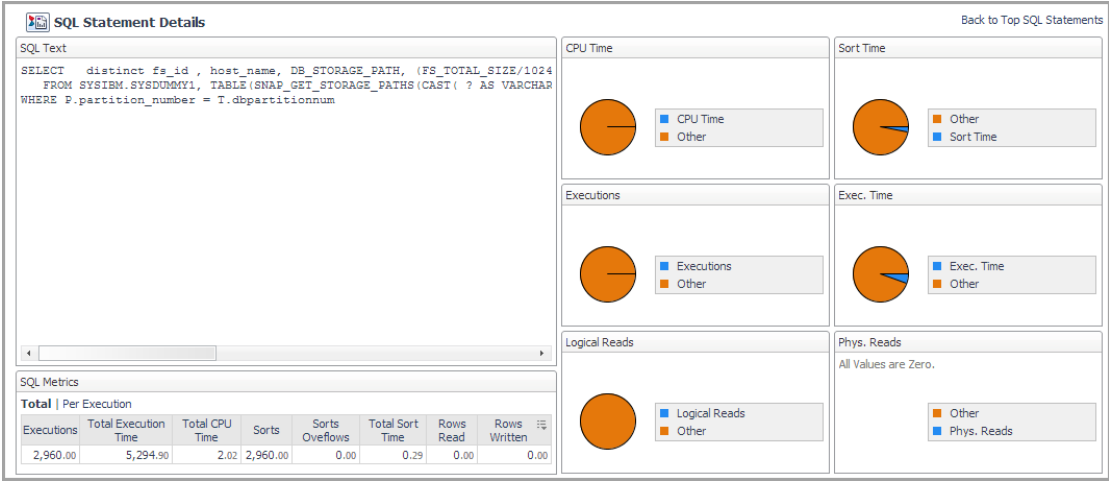 SQL Statement Details
Back to Top SQL Statements
SQL Text
SELECT distinct fs_id , host_name, DB_STORAGE_PATH, (FS_TOTAL_SIZE/1024
FROM SYSIBM.SYSDUMMY1, TABLE(SNAP_GET_STORAGE_PATHS(CAST( ? AS VARCHAR
WHERE P.partition_number = T.dbpartitionnum
SQL Metrics
Total | Per Execution
Executions Total Execution Time Total CPU Time Sorts Sorts Oveflows Total Sort Time Rows Read Rows Written
2,960.00 5,294.90 2.02 2,960.00 0.00 0.29 0.00 0.00
CPU Time
CPU Time
Other
Sort Time
Other
Sort Time
Executions
Executions
Other
Exec. Time
Exec. Time
Other
Logical Reads
Logical Reads
Other
Phys. Reads
All Values are Zero.
Other
Phys. Reads